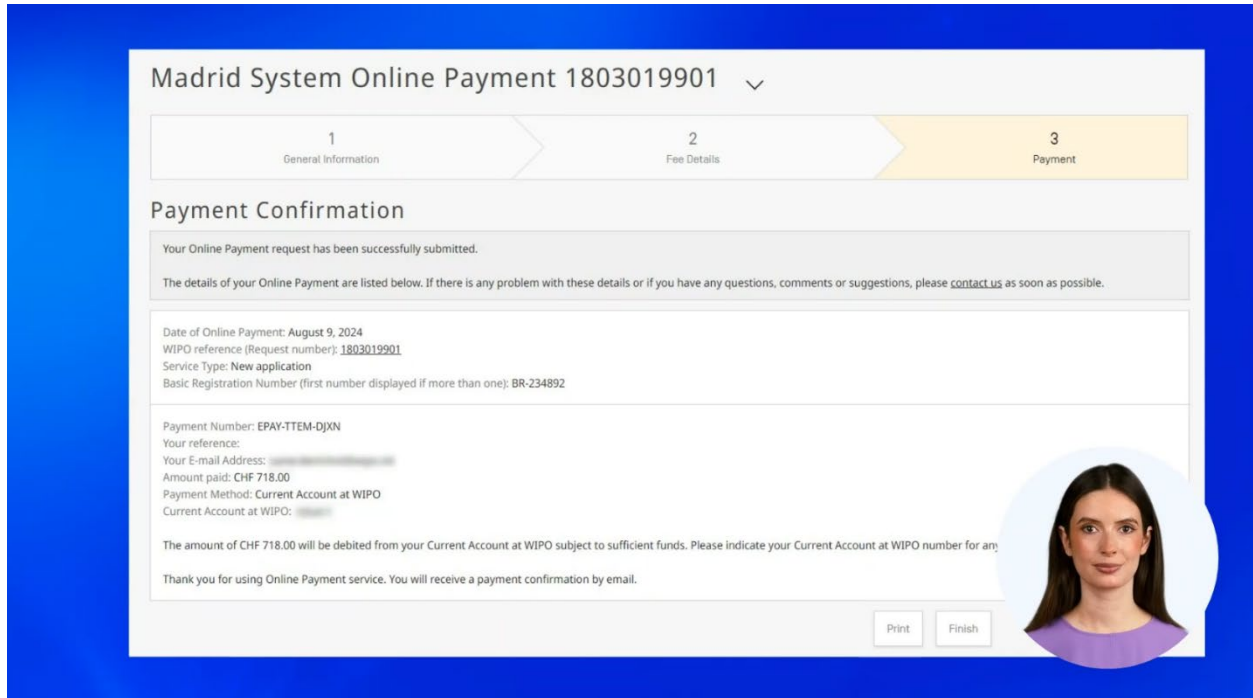 Madrid System Online Payment 1803019901
1
General Information
2
Fee Details
3
Payment
Payment Confirmation
Your Online Payment request has been successfully submitted.
The details of your Online Payment are listed below. If there is any problem with these details or if you have any questions, comments or suggestions, please contact us as soon as possible.
Date of Online Payment: August 9, 2024
WIPO reference (Request number): 1803019901
Service Type: New application
Basic Registration Number (first number displayed if more than one): BR-234892
Payment Number: EPAY-TTEM-DJXN
Your reference:
Your E-mail Address:
Amount paid: CHF 718.00
Payment Method: Current Account at WIPO
Current Account at WIPO:
The amount of CHF 718.00 will be debited from your Current Account at WIPO subject to sufficient funds. Please indicate your Current Account at WIPO number for any
Thank you for using Online Payment service. You will receive a payment confirmation by email.
Print
Finish